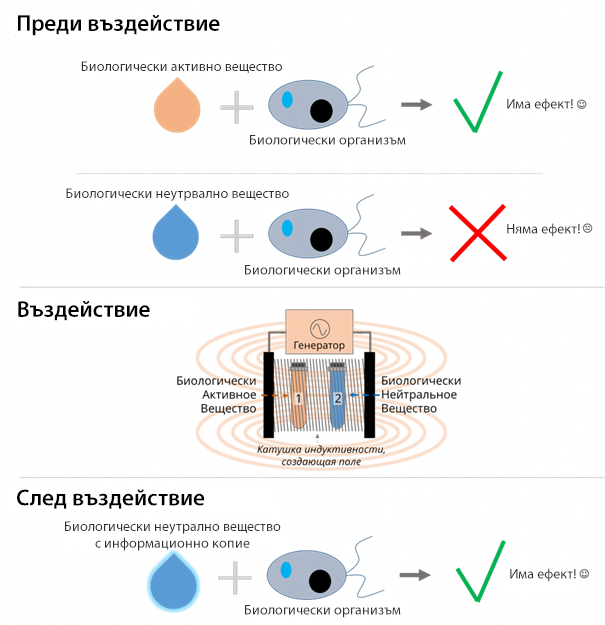 Преди въздействие
Биологически активно вещество
Има ефект! ☺
Биологически организъм
Биологически неутрвално вещество
Няма ефект!☹
Биологически организъм
Въздействие
Генератор
Биологически
Активное
Вещество
1
2
Биологически
Нейтральное
Вещество
Катушка индуктивности,
создающая поле
След въздействие
Биологически неутрално вещество
с информационно копие
Има ефект! ☺
Биологически организъм